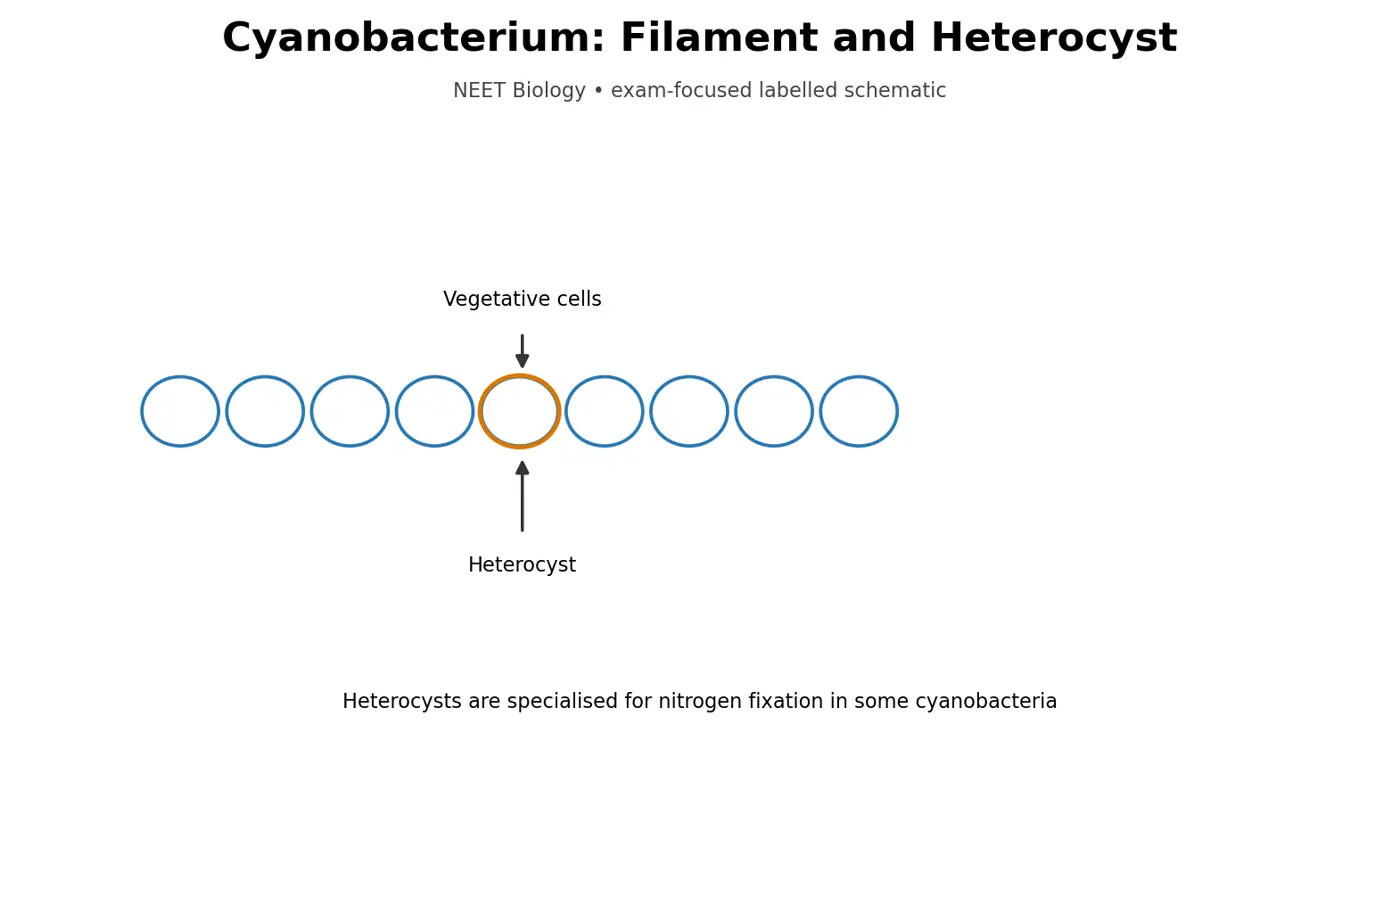 Cyanobacterium: Filament and Heterocyst
NEET Biology • exam-focused labelled schematic
Vegetative cells
Heterocyst
Heterocysts are specialised for nitrogen fixation in some cyanobacteria